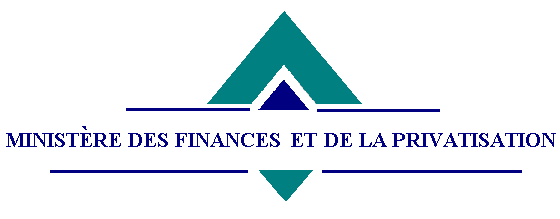 MINISTÈRE DES FINANCES ET DE LA PRIVATISATION